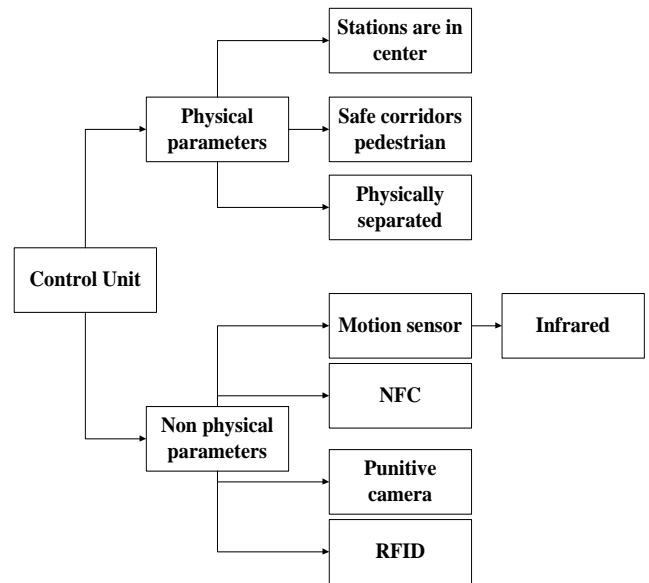 Stations are in
center
Physical
parameters
Safe corridors
pedestrian
Physically
separated
Control Unit
Motion sensor
Infrared
NFC
Non physical
parameters
Punitive
camera
RFID